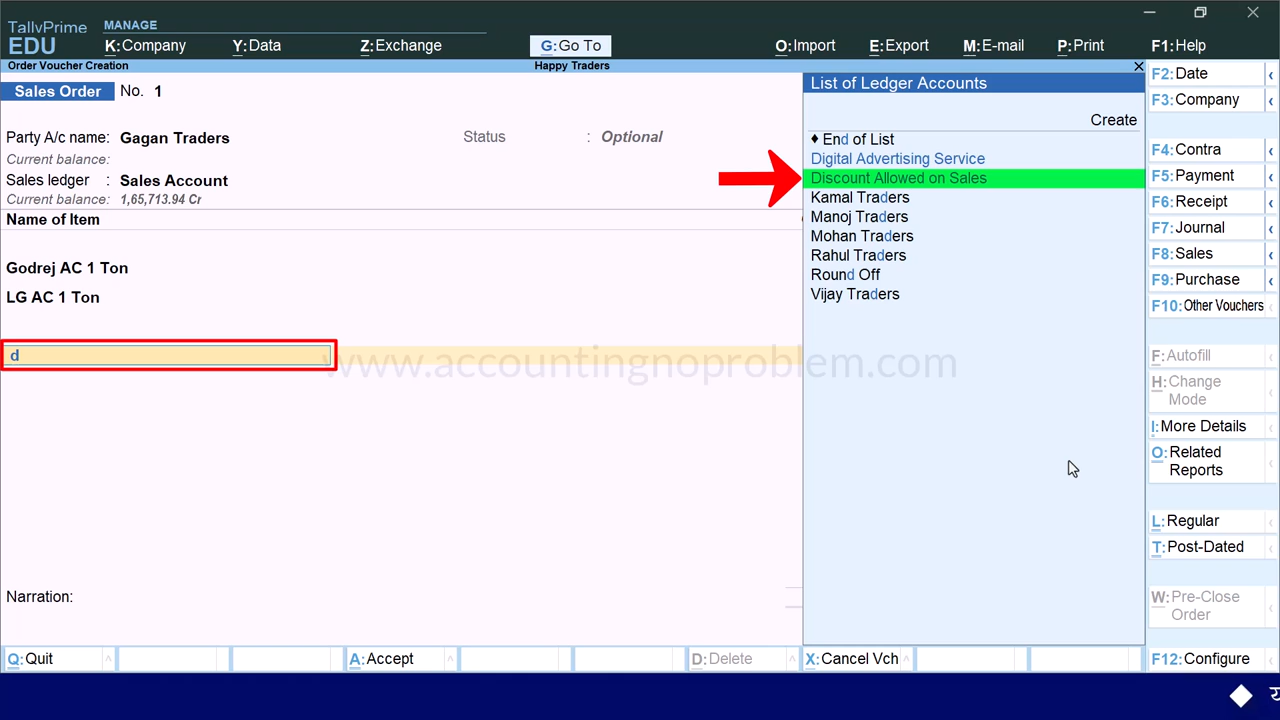 TallyPrime
EDU
MANAGE
K:Company Y:Data Z:Exchange G:Go To O:Import E:Export M:E-mail P:Print F1:Help
Order Voucher Creation Happy Traders
Sales Order No. 1
Party A/c name: Gagan Traders Status : Optional
Current balance:
Sales ledger : Sales Account
Current balance: 1,65,713.94 Cr
Name of Item
Godrej AC 1 Ton
LG AC 1 Ton
d
www.accountingnoproblem.com
Narration:
List of Ledger Accounts
Create
♦ End of List
Digital Advertising Service
Discount Allowed on Sales
Kamal Traders
Manoj Traders
Mohan Traders
Rahul Traders
Round Off
Vijay Traders
F2:Date
F3:Company
F4:Contra
F5:Payment
F6:Receipt
F7:Journal
F8:Sales
F9:Purchase
F10:Other Vouchers
F:Autofill
H:Change
Mode
I:More Details
O:Related
Reports
L:Regular
T:Post-Dated
W:Pre-Close
Order
Q:Quit A:Accept D:Delete X:Cancel Vch F12:Configure